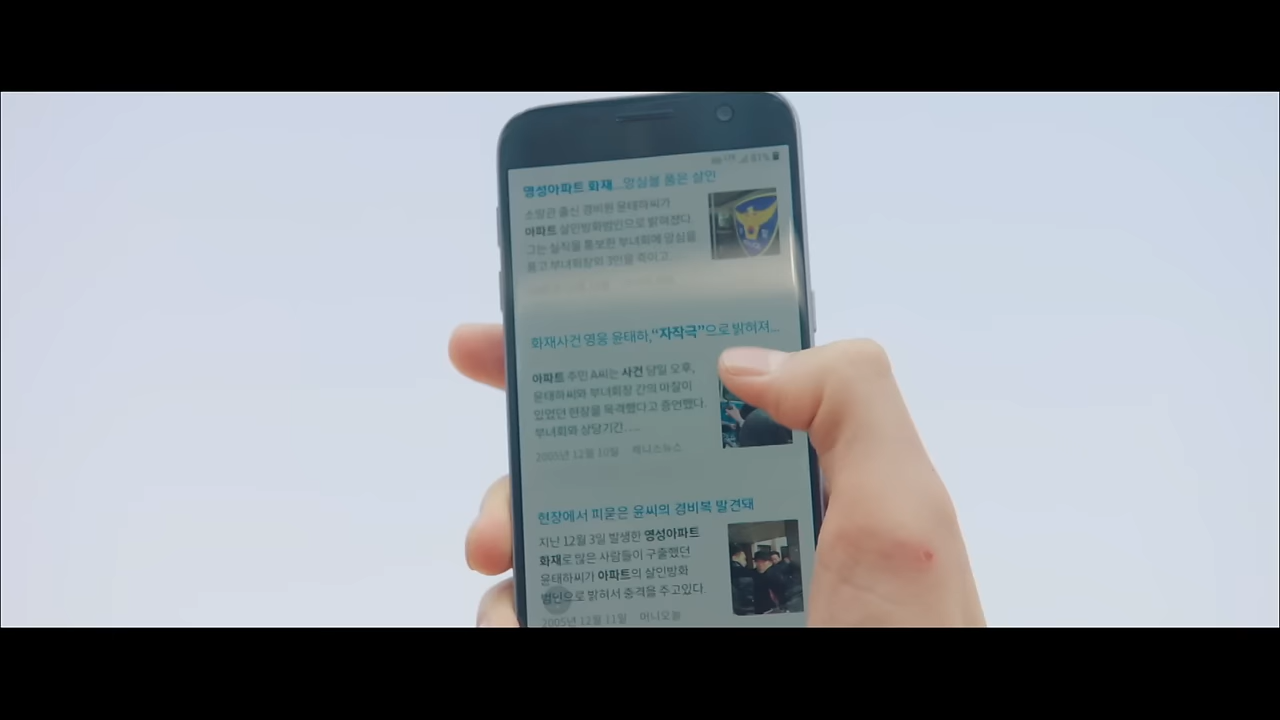 81%
명성아파트 화재...앙심을 품은 살인
소방관 출신 경비원 윤태하씨가
아파트 살인방화범인으로 밝혀졌다.
그는 실직을 통보한 부녀회에 앙심을
품고 부녀회장와 3인을 죽이고.
화재사건 영웅 윤태하,“자작극”으로 밝혀져...
아파트 주민 A씨는 사건 당일 오후,
윤태하씨와 부녀회장 간의 마찰이
있었던 현장을 목격했다고 증언했다.
부녀회와 상당기간....
2005년 12월 10일
현장에서 피묻은 윤씨의 경비복 발견돼
지난 12월 3일 발생한 명성아파트
화재로 많은 사람들이 구출했던
윤태하씨가 아파트의 살인방화
범인으로 밝혀서 충격을 주고있다.
2005년 12월 11일 머니오늘